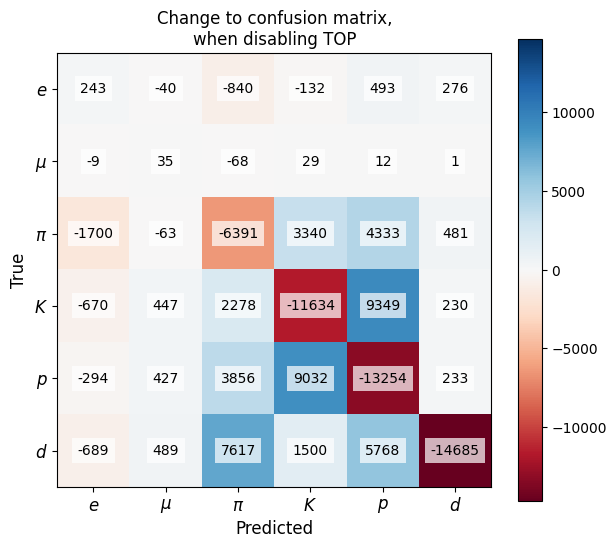 Change to confusion matrix,
when disabling TOP
e 243 -40 -840 -132 493 276
μ -9 35 -68 29 12 1
π -1700 -63 -6391 3340 4333 481
K -670 447 2278 -11634 9349 230
p -294 427 3856 9032 -13254 233
d -689 489 7617 1500 5768 -14685
e μ π K p d
Predicted
True
10000
5000
0
−5000
−10000